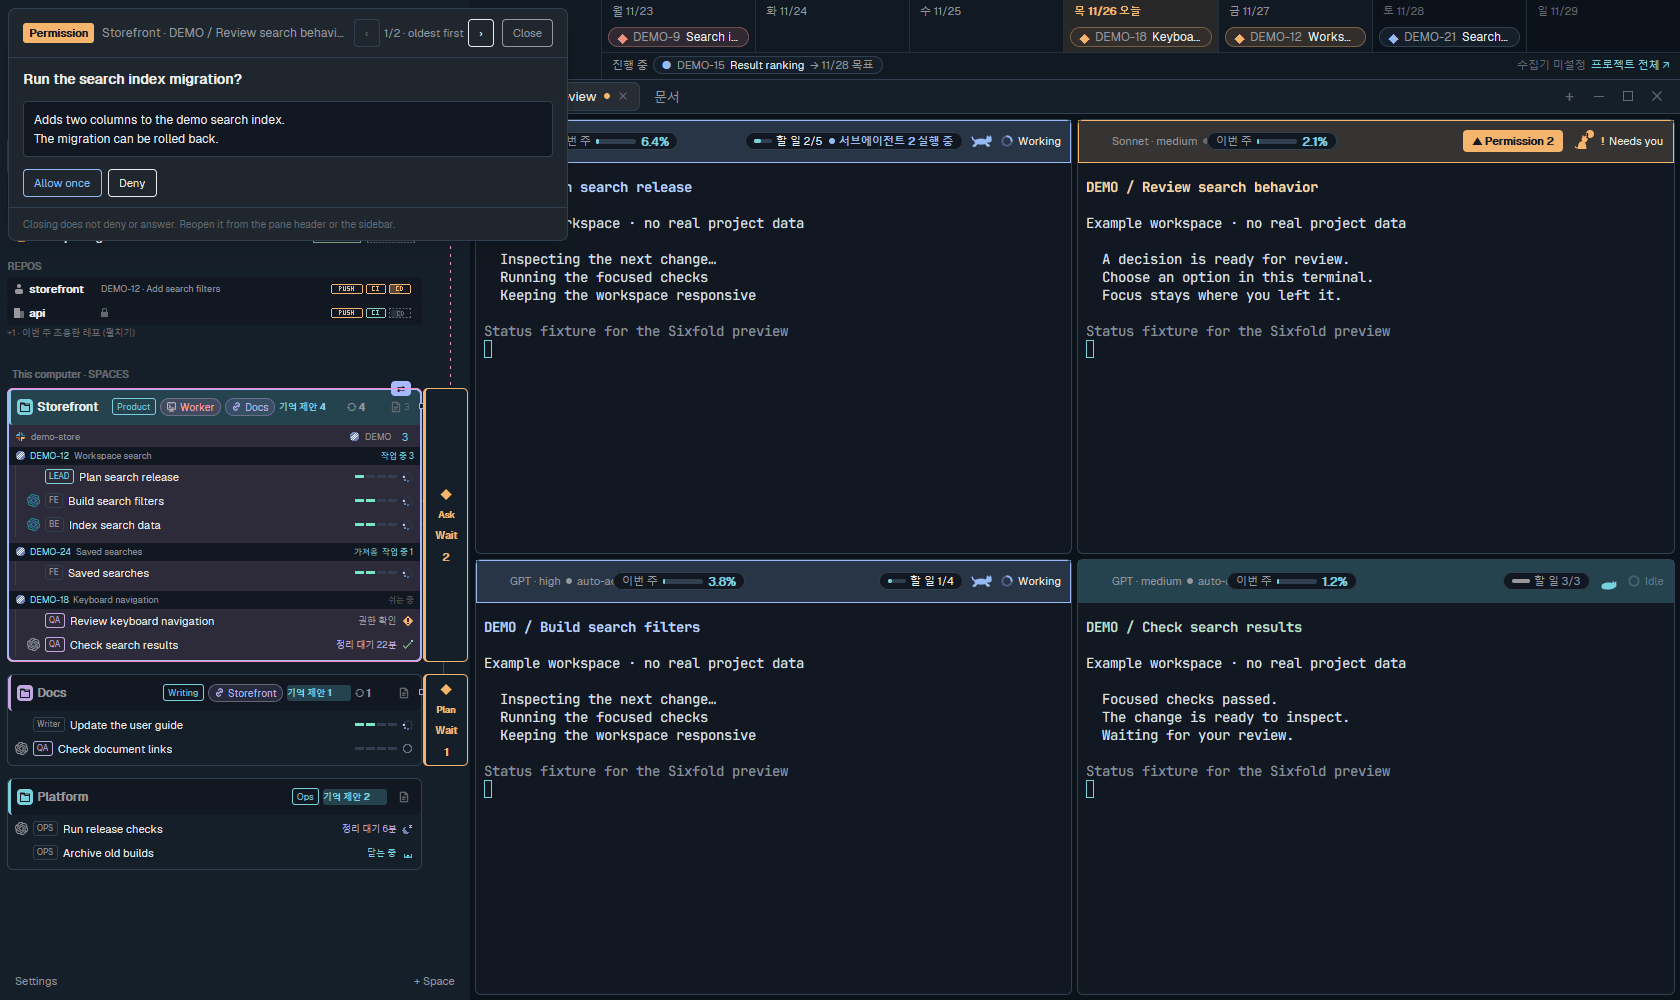 Permission Storefront · DEMO / Review search behavi... ‹ 1/2 · oldest first › Close
Run the search index migration?
Adds two columns to the demo search index.
The migration can be rolled back.
Allow once Deny
Closing does not deny or answer. Reopen it from the pane header or the sidebar.
월 11/23 화 11/24 수 11/25 목 11/26 오늘 금 11/27 토 11/28 일 11/29
DEMO-9 Search i... DEMO-18 Keyboa... DEMO-12 Works... DEMO-21 Search...
진행 중 DEMO-15 Result ranking → 11/28 목표 수집기 미설정 프로젝트 전체 ↗
view × 문서
REPOS
storefront DEMO-12 · Add search filters PUSH CI CD
api PUSH CI CD
+1 · 이번 주 조용한 레포 (펼치기)
This computer · SPACES
Storefront Product Worker Docs 기억 제안 4 4 3
demo-store DEMO 3
DEMO-12 Workspace search 작업 중 3
LEAD Plan search release
FE Build search filters
BE Index search data
DEMO-24 Saved searches 가져옴 작업 중 1
FE Saved searches
DEMO-18 Keyboard navigation 쉬는 중
QA Review keyboard navigation 권한 확인
QA Check search results 정리 대기 22분
Ask
Wait
2
Docs Writing Storefront 기억 제안 1 1
Writer Update the user guide
QA Check document links
Plan
Wait
1
Platform Ops 기억 제안 2
OPS Run release checks 정리 대기 6분
OPS Archive old builds 닫는 중
Settings + Space
번 주 6.4% 할 일 2/5 서브에이전트 2 실행 중 Working
search release
rkspace · no real project data
Inspecting the next change…
Running the focused checks
Keeping the workspace responsive
Status fixture for the Sixfold preview
Sonnet · medium 이번 주 2.1% Permission 2 ! Needs you
DEMO / Review search behavior
Example workspace · no real project data
A decision is ready for review.
Choose an option in this terminal.
Focus stays where you left it.
Status fixture for the Sixfold preview
GPT · high auto-ac 이번 주 3.8% 할 일 1/4 Working
DEMO / Build search filters
Example workspace · no real project data
Inspecting the next change…
Running the focused checks
Keeping the workspace responsive
Status fixture for the Sixfold preview
GPT · medium auto- 이번 주 1.2% 할 일 3/3 Idle
DEMO / Check search results
Example workspace · no real project data
Focused checks passed.
The change is ready to inspect.
Waiting for your review.
Status fixture for the Sixfold preview